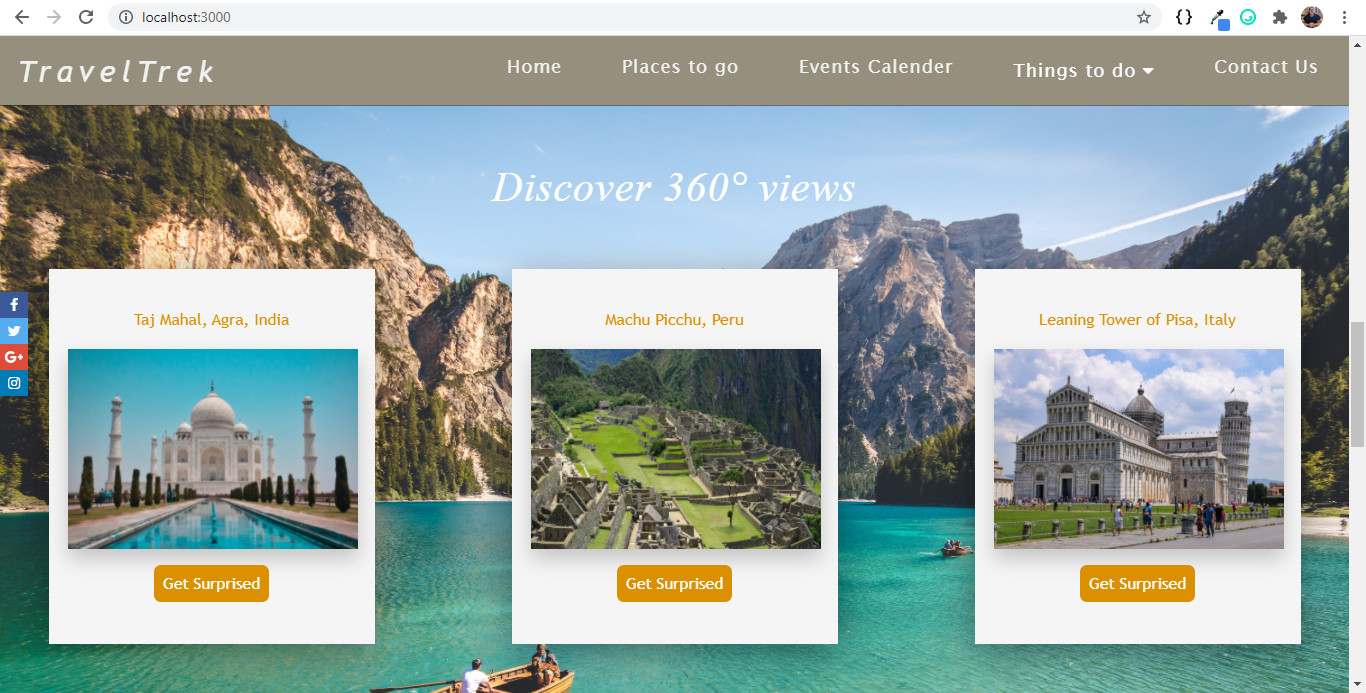 localhost:3000
TravelTrek
Home
Places to go
Events Calender
Things to do
Contact Us
Discover 360° views
Taj Mahal, Agra, India
Machu Picchu, Peru
Leaning Tower of Pisa, Italy
Get Surprised
Get Surprised
Get Surprised